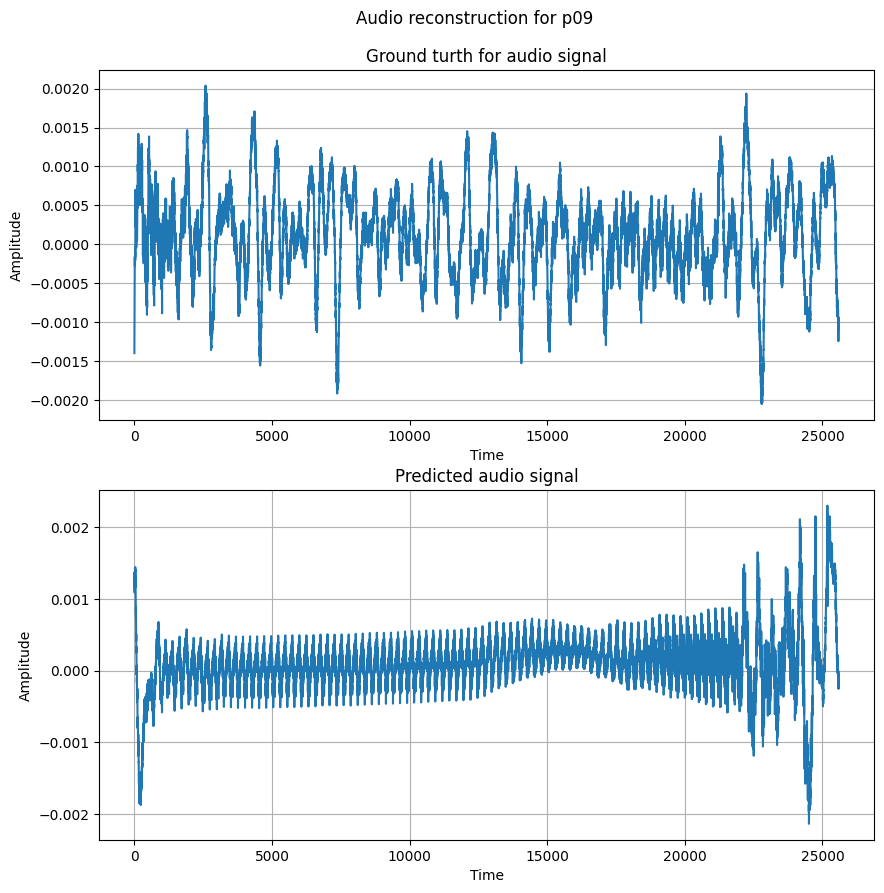 Audio reconstruction for p09
Ground turth for audio signal
0.0020
0.0015
0.0010
0.0005
0.0000
−0.0005
−0.0010
−0.0015
−0.0020
Amplitude
0 5000 10000 15000 20000 25000
Time
Predicted audio signal
0.002
0.001
0.000
−0.001
−0.002
Amplitude
0 5000 10000 15000 20000 25000
Time